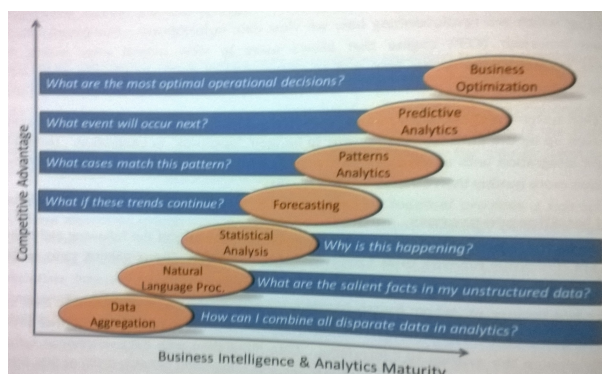 Business
Optimization
What are the most optimal operational decisions?
Predictive
Analytics
What event will occur next?
Patterns
Analytics
What cases match this pattern?
Forecasting
What if these trends continue?
Statistical
Analysis
Why is this happening?
Natural
Language Proc.
What are the salient facts in my unstructured data?
Data
Aggregation
How can I combine all disparate data in analytics?
Competitive Advantage
Business Intelligence & Analytics Maturity